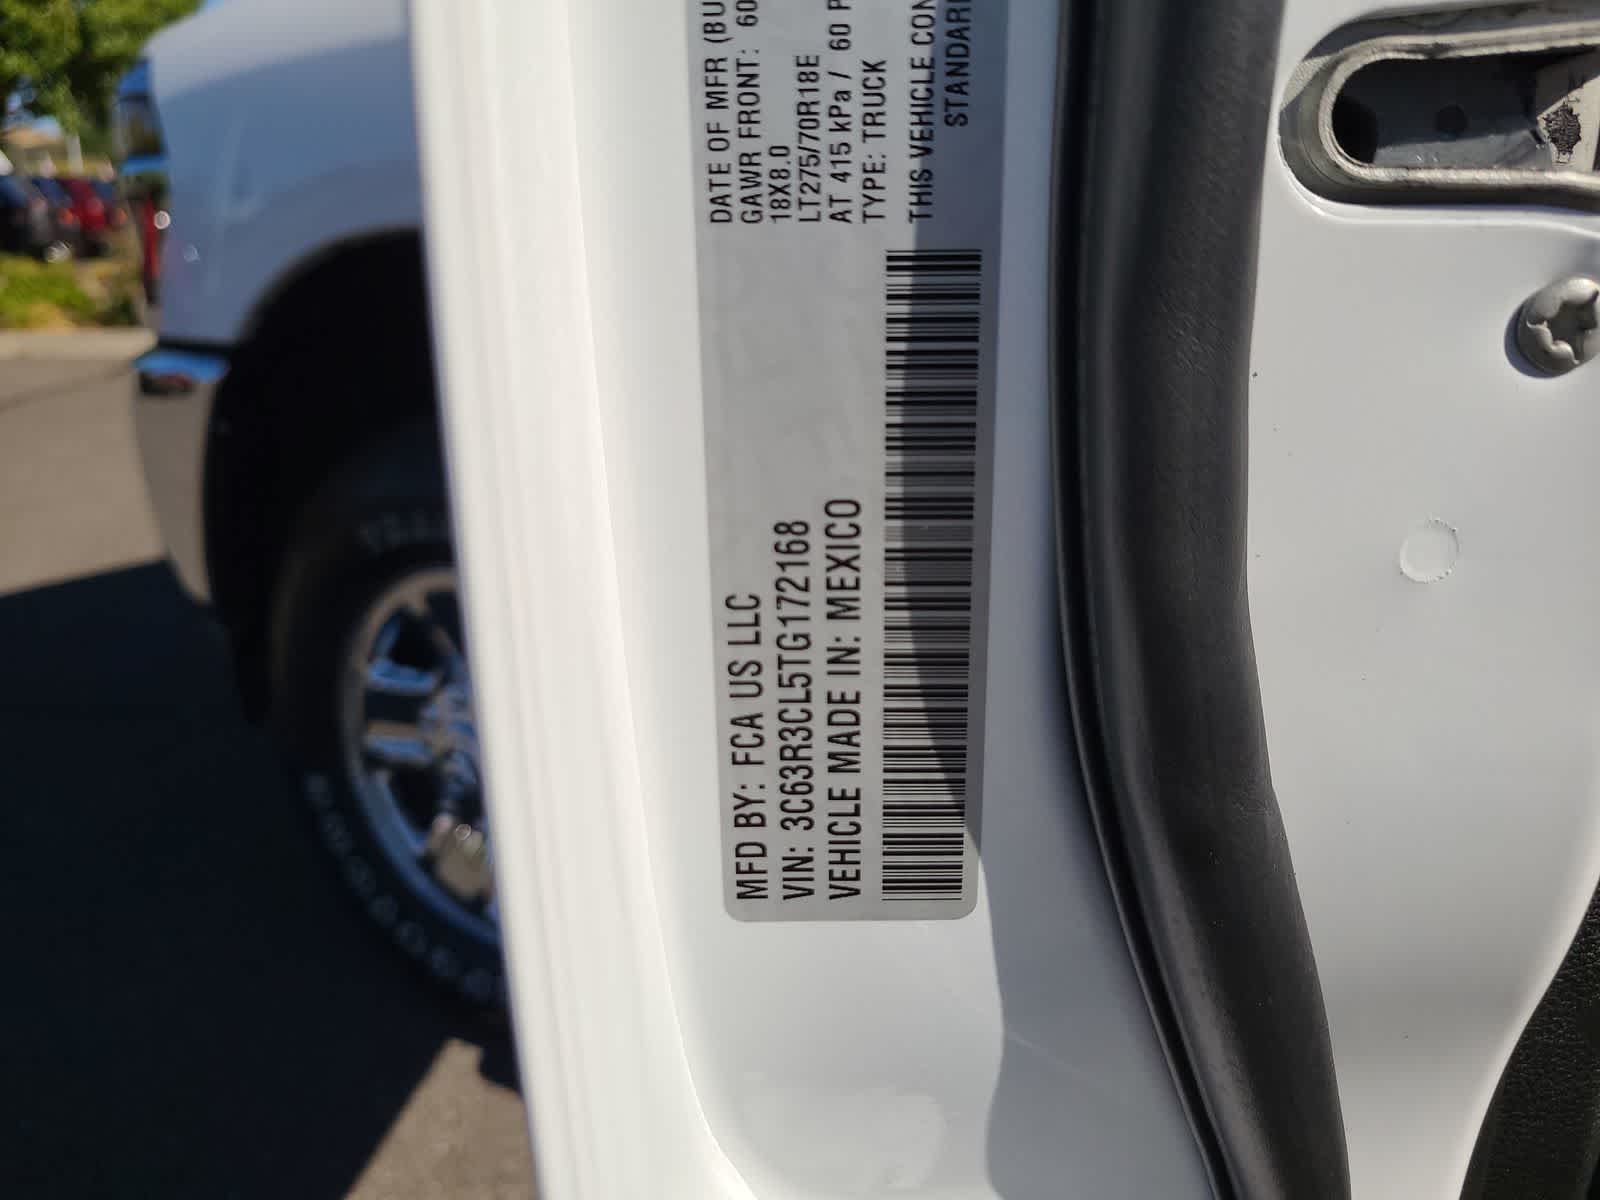 MFD BY: FCA US LLC
VIN: 3C63R3CL5TG172168
VEHICLE MADE IN: MEXICO
DATE OF MFR (BU
GAWR FRONT: 60
18X8.0
LT275/70R18E
AT 415 kPa / 60 P
TYPE: TRUCK
THIS VEHICLE CON
STANDARD